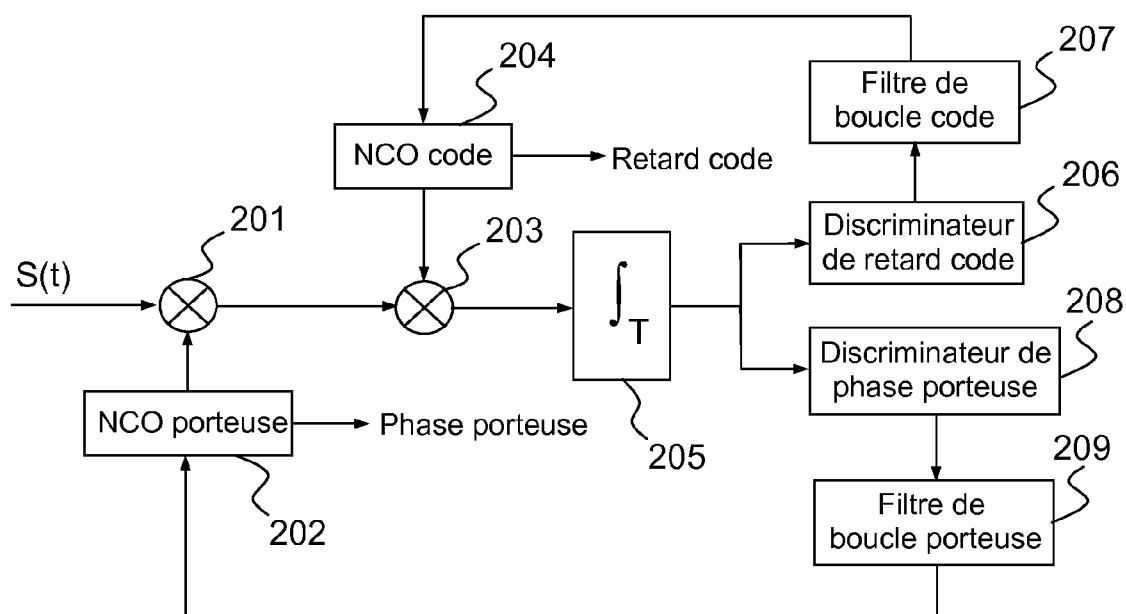 207
204
Filtre de
boucle code
NCO code
Retard code
206
201
203
Discriminateur
de retard code
S(t)
∫T
208
Discriminateur de
phase porteuse
NCO porteuse
Phase porteuse
205
209
202
Filtre de
boucle porteuse